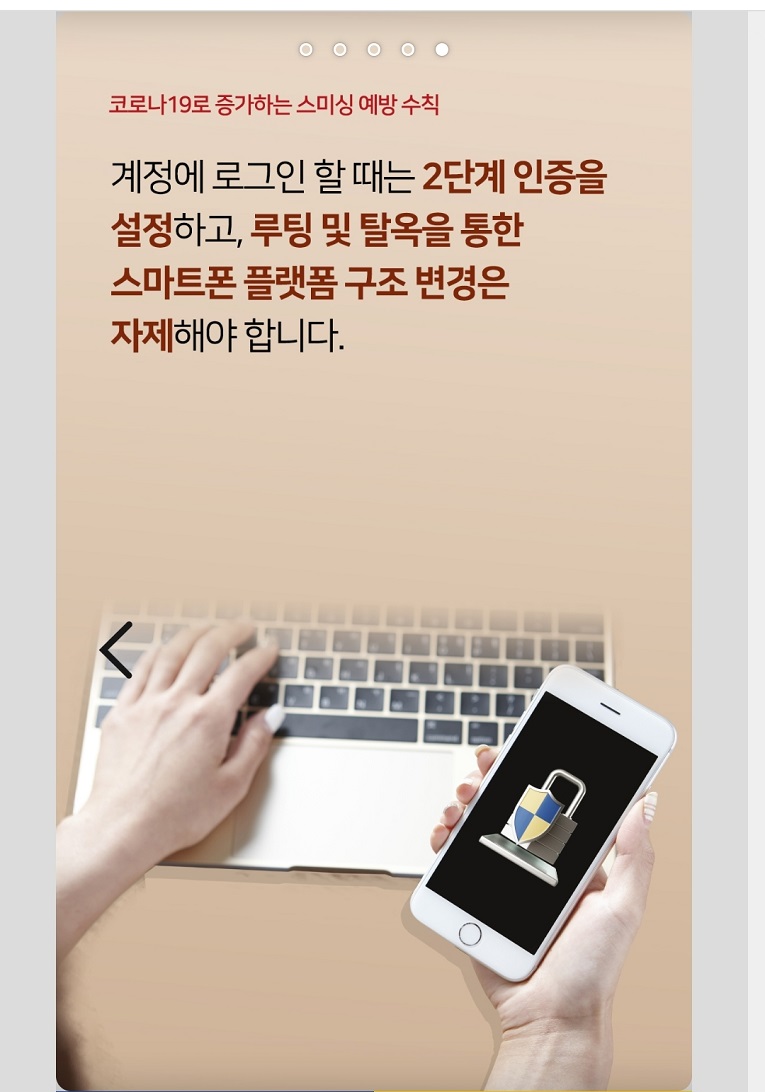 코로나19로 증가하는 스미싱 예방 수칙
계정에 로그인 할 때는 2단계 인증을
설정하고, 루팅 및 탈옥을 통한
스마트폰 플랫폼 구조 변경은
자제해야 합니다.